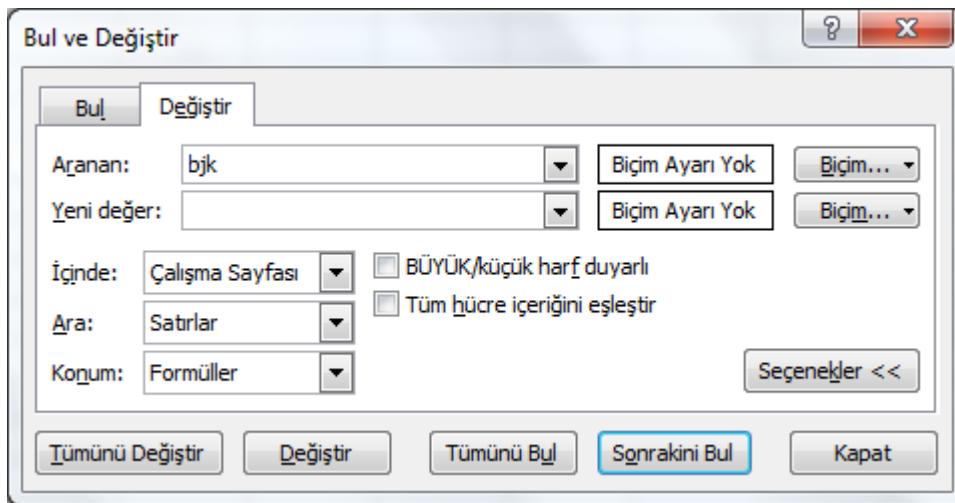 Bul ve Değiştir
Bul
Değiştir
Aranan: bjk Biçim Ayarı Yok Biçim...
Yeni değer: Biçim Ayarı Yok Biçim...
İçinde: Çalışma Sayfası BÜYÜK/küçük harf duyarlı
Ara: Satırlar Tüm hücre içeriğini eşleştir
Konum: Formüller Seçenekler <<
Tümünü Değiştir Değiştir Tümünü Bul Sonrakini Bul Kapat